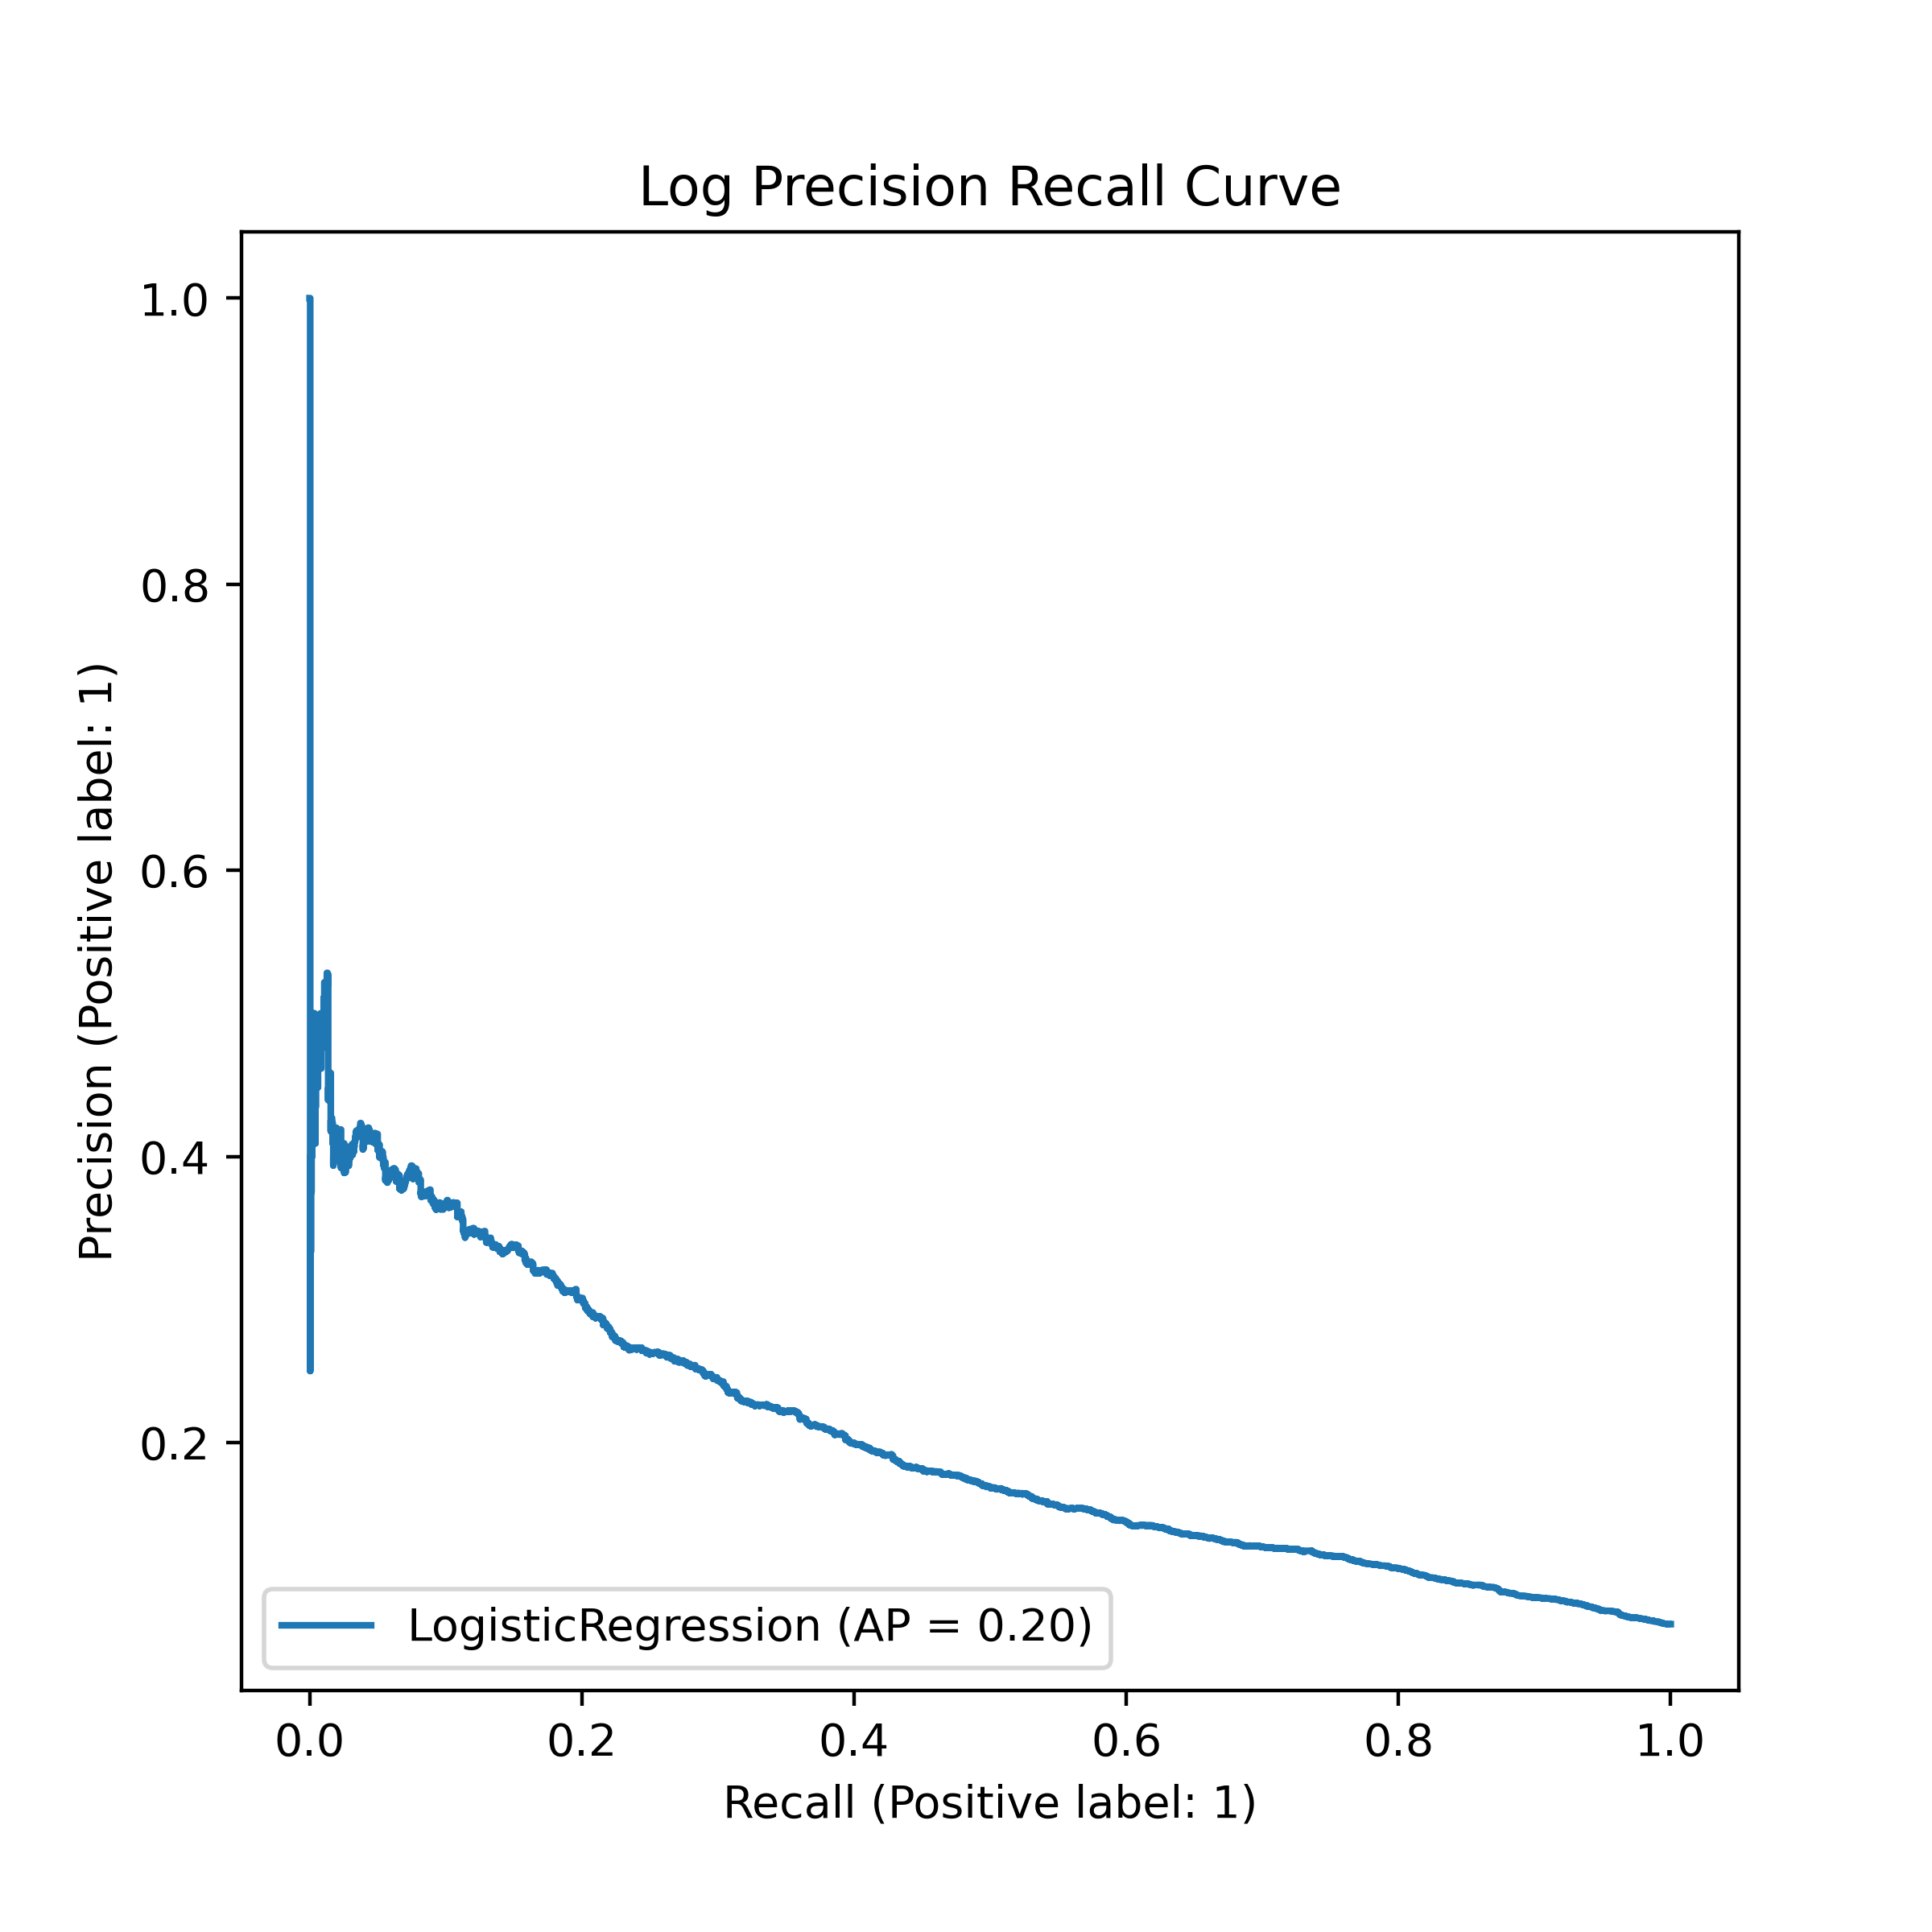 Log Precision Recall Curve
1.0
0.8
0.6
0.4
0.2
Precision (Positive label: 1)
LogisticRegression (AP = 0.20)
0.0 0.2 0.4 0.6 0.8 1.0
Recall (Positive label: 1)